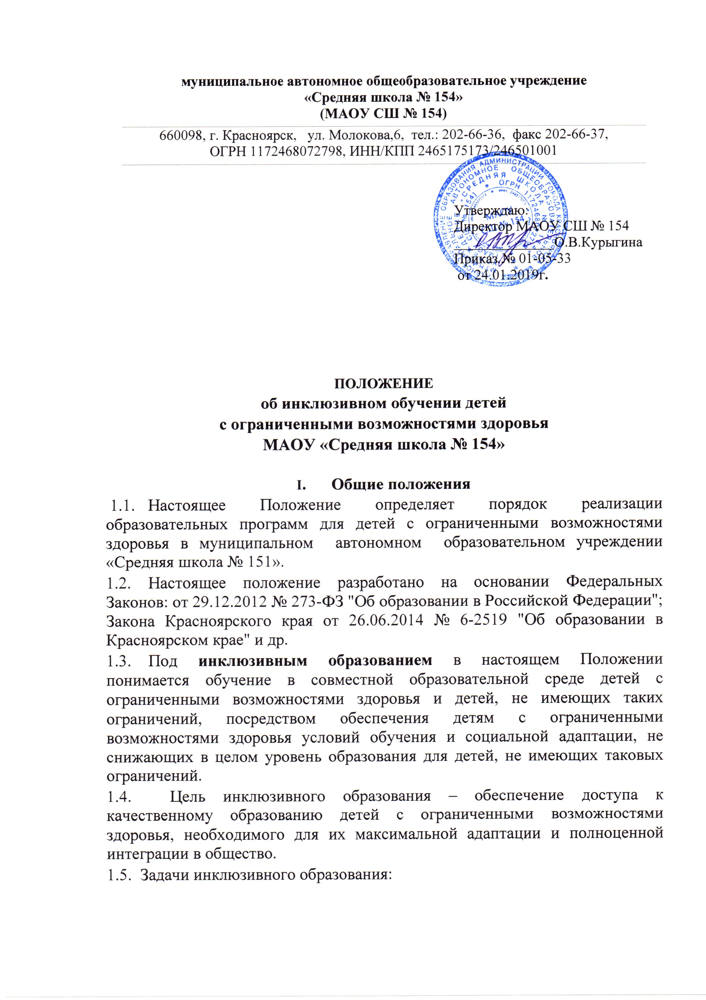 муниципальное автономное общеобразовательное учреждение
«Средняя школа № 154»
(МАОУ СШ № 154)
660098, г. Красноярск, ул. Молокова,6, тел.: 202-66-36, факс 202-66-37,
ОГРН 1172468072798, ИНН/КПП 2465175173/246501001
Утверждаю:
Директор МАОУ СШ № 154
О.В.Курыгина
Приказ № 01-05-33
от 24.01.2019г.
МАОУ
СШ № 154
ПОЛОЖЕНИЕ
об инклюзивном обучении детей
с ограниченными возможностями здоровья
МАОУ «Средняя школа № 154»
I. Общие положения
1.1. Настоящее Положение определяет порядок реализации
образовательных программ для детей с ограниченными возможностями
здоровья в муниципальном автономном образовательном учреждении
«Средняя школа № 151».
1.2. Настоящее положение разработано на основании Федеральных
Законов: от 29.12.2012 № 273-ФЗ "Об образовании в Российской Федерации";
Закона Красноярского края от 26.06.2014 № 6-2519 "Об образовании в
Красноярском крае" и др.
1.3. Под инклюзивным образованием в настоящем Положении
понимается обучение в совместной образовательной среде детей с
ограниченными возможностями здоровья и детей, не имеющих таких
ограничений, посредством обеспечения детям с ограниченными
возможностями здоровья условий обучения и социальной адаптации, не
снижающих в целом уровень образования для детей, не имеющих таковых
ограничений.
1.4. Цель инклюзивного образования – обеспечение доступа к
качественному образованию детей с ограниченными возможностями
здоровья, необходимого для их максимальной адаптации и полноценной
интеграции в общество.
1.5. Задачи инклюзивного образования: